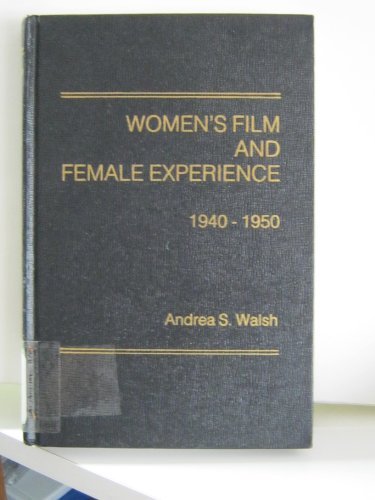 WOMEN'S FILM
AND
FEMALE EXPERIENCE
1940 - 1950
Andrea S. Walsh